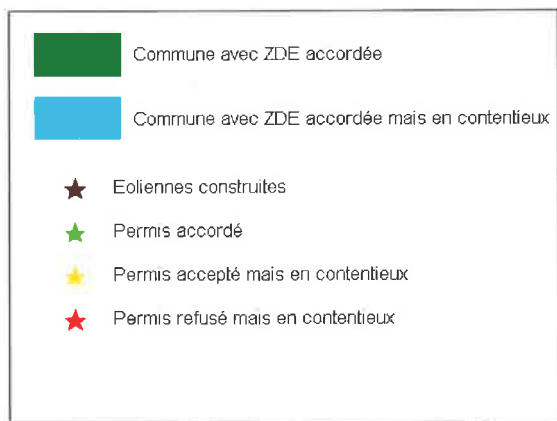 Commune avec ZDE accordée
Commune avec ZDE accordée mais en contentieux
Eoliennes construites
Permis accordé
Permis accepté mais en contentieux
Permis refusé mais en contentieux